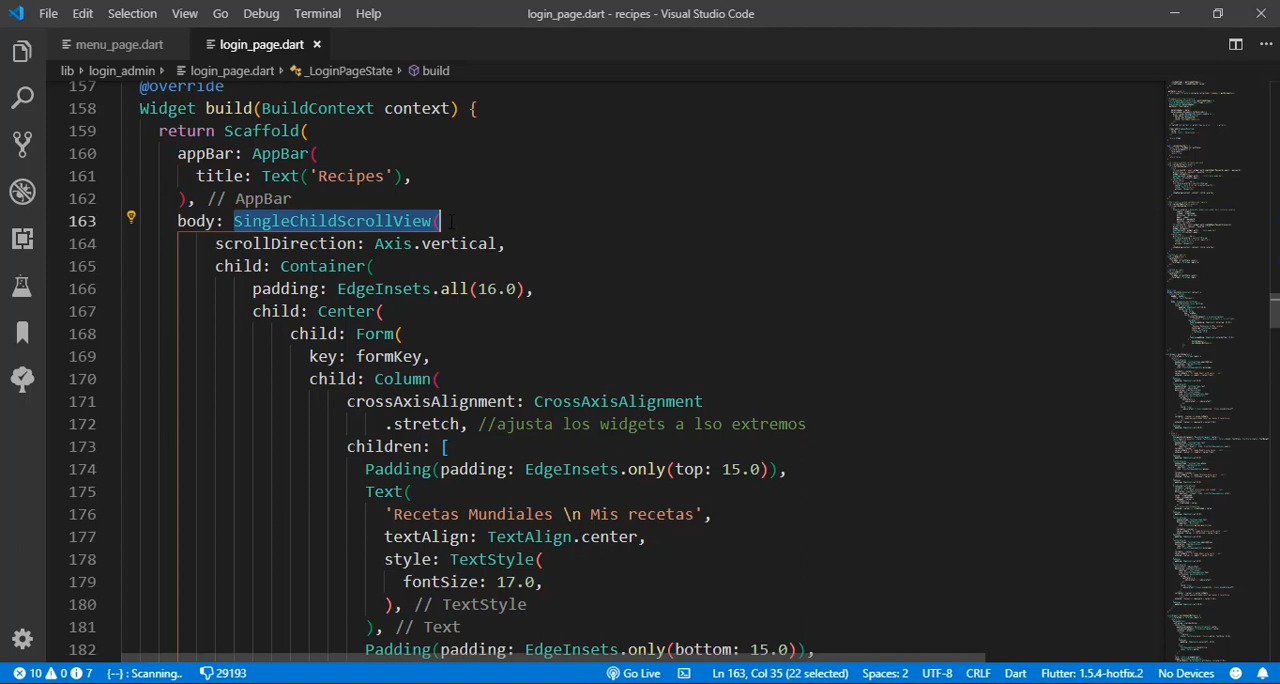 File Edit Selection View Go Debug Terminal Help login_page.dart - recipes - Visual Studio Code
menu_page.dart login_page.dart ×
lib > login_admin > login_page.dart > _LoginPageState > build
157 @override
158 Widget build(BuildContext context) {
159 return Scaffold(
160 appBar: AppBar(
161 title: Text('Recipes'),
162 ), // AppBar
163 body: SingleChildScrollView(
164 scrollDirection: Axis.vertical,
165 child: Container(
166 padding: EdgeInsets.all(16.0),
167 child: Center(
168 child: Form(
169 key: formKey,
170 child: Column(
171 crossAxisAlignment: CrossAxisAlignment
172 .stretch, //ajusta los widgets a lso extremos
173 children: [
174 Padding(padding: EdgeInsets.only(top: 15.0)),
175 Text(
176 'Recetas Mundiales \n Mis recetas',
177 textAlign: TextAlign.center,
178 style: TextStyle(
179 fontSize: 17.0,
180 ), // TextStyle
181 ), // Text
182 Padding(padding: EdgeInsets.only(bottom: 15.0)),
10 0 7 {--} : Scanning.. 29193 Go Live Ln 163, Col 35 (22 selected) Spaces: 2 UTF-8 CRLF Dart Flutter: 1.5.4-hotfix.2 No Devices